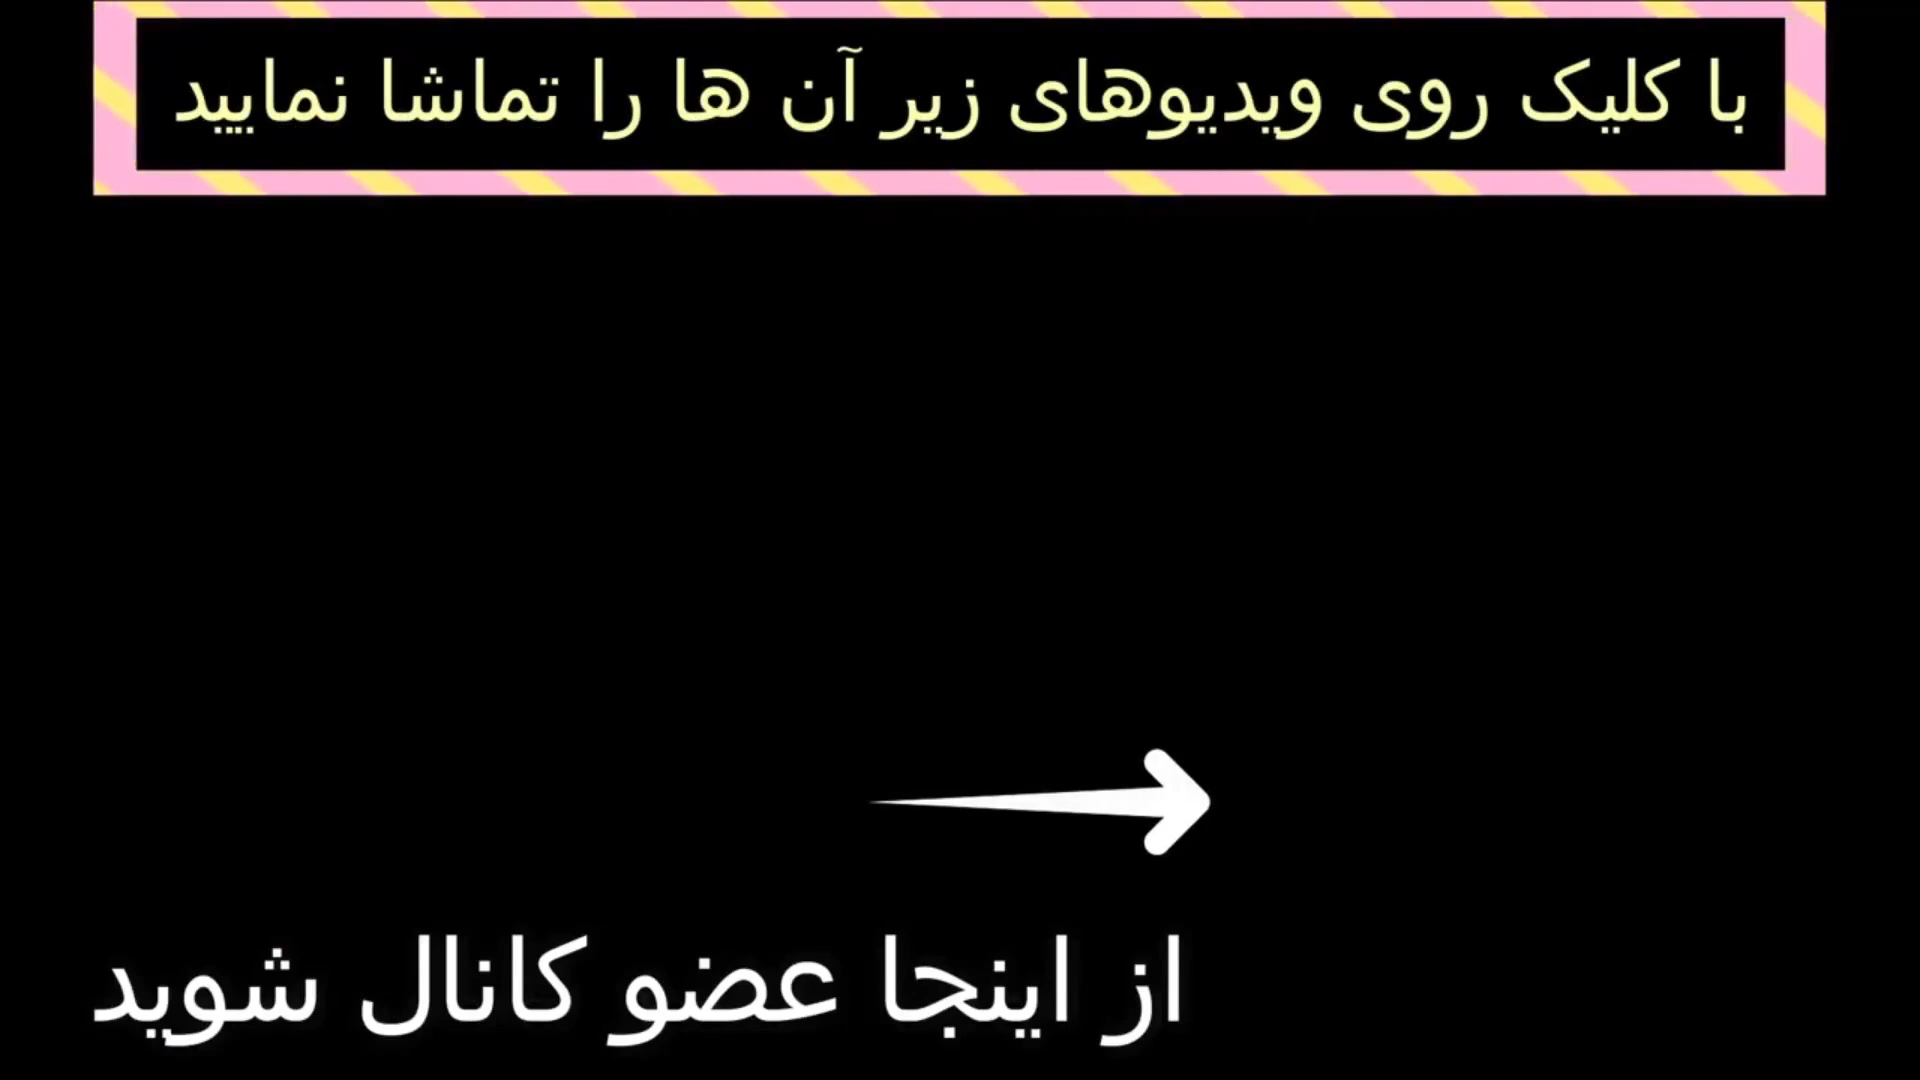 با کلیک روی ویدیوهای زیر آن ها را تماشا نمایید
از اینجا عضو کانال شوید